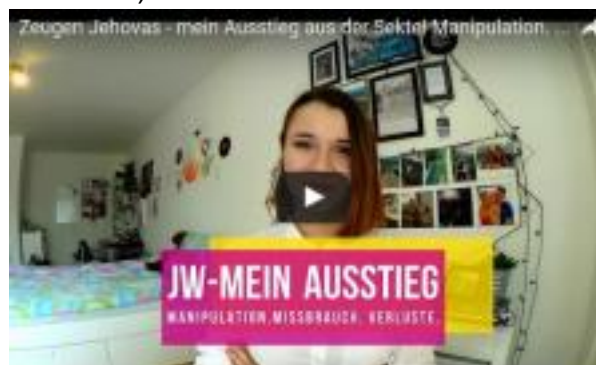 Zeugen Jehovas - mein Ausstieg aus der Sekte! Manipulation, ...
JW-MEIN AUSSTIEG
MANIPULATION.MISSBRAUCH. VERLUSTE.